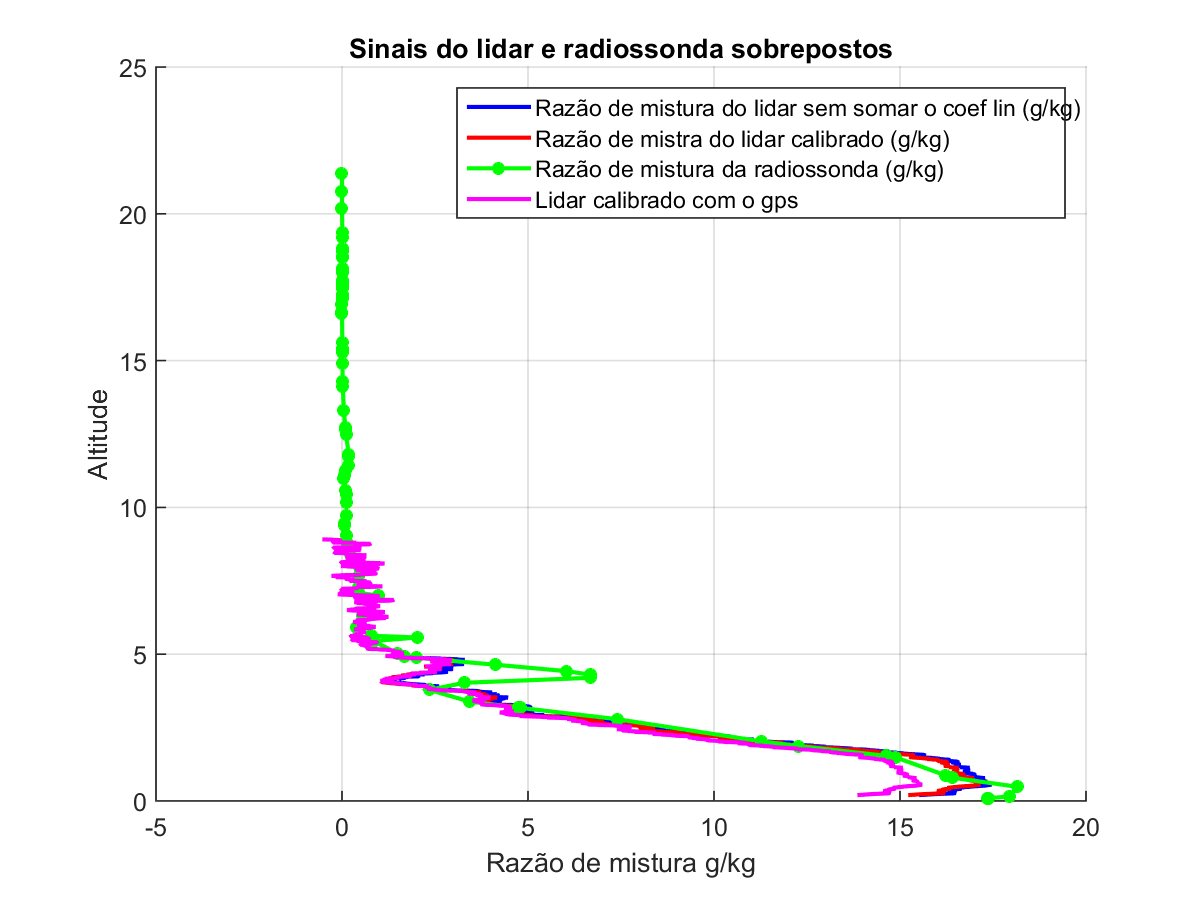 Sinais do lidar e radiossonda sobrepostos
25
20
15
10
5
0
Altitude
Razão de mistura do lidar sem somar o coef lin (g/kg)
Razão de mistra do lidar calibrado (g/kg)
Razão de mistura da radiossonda (g/kg)
Lidar calibrado com o gps
-5 0 5 10 15 20
Razão de mistura g/kg